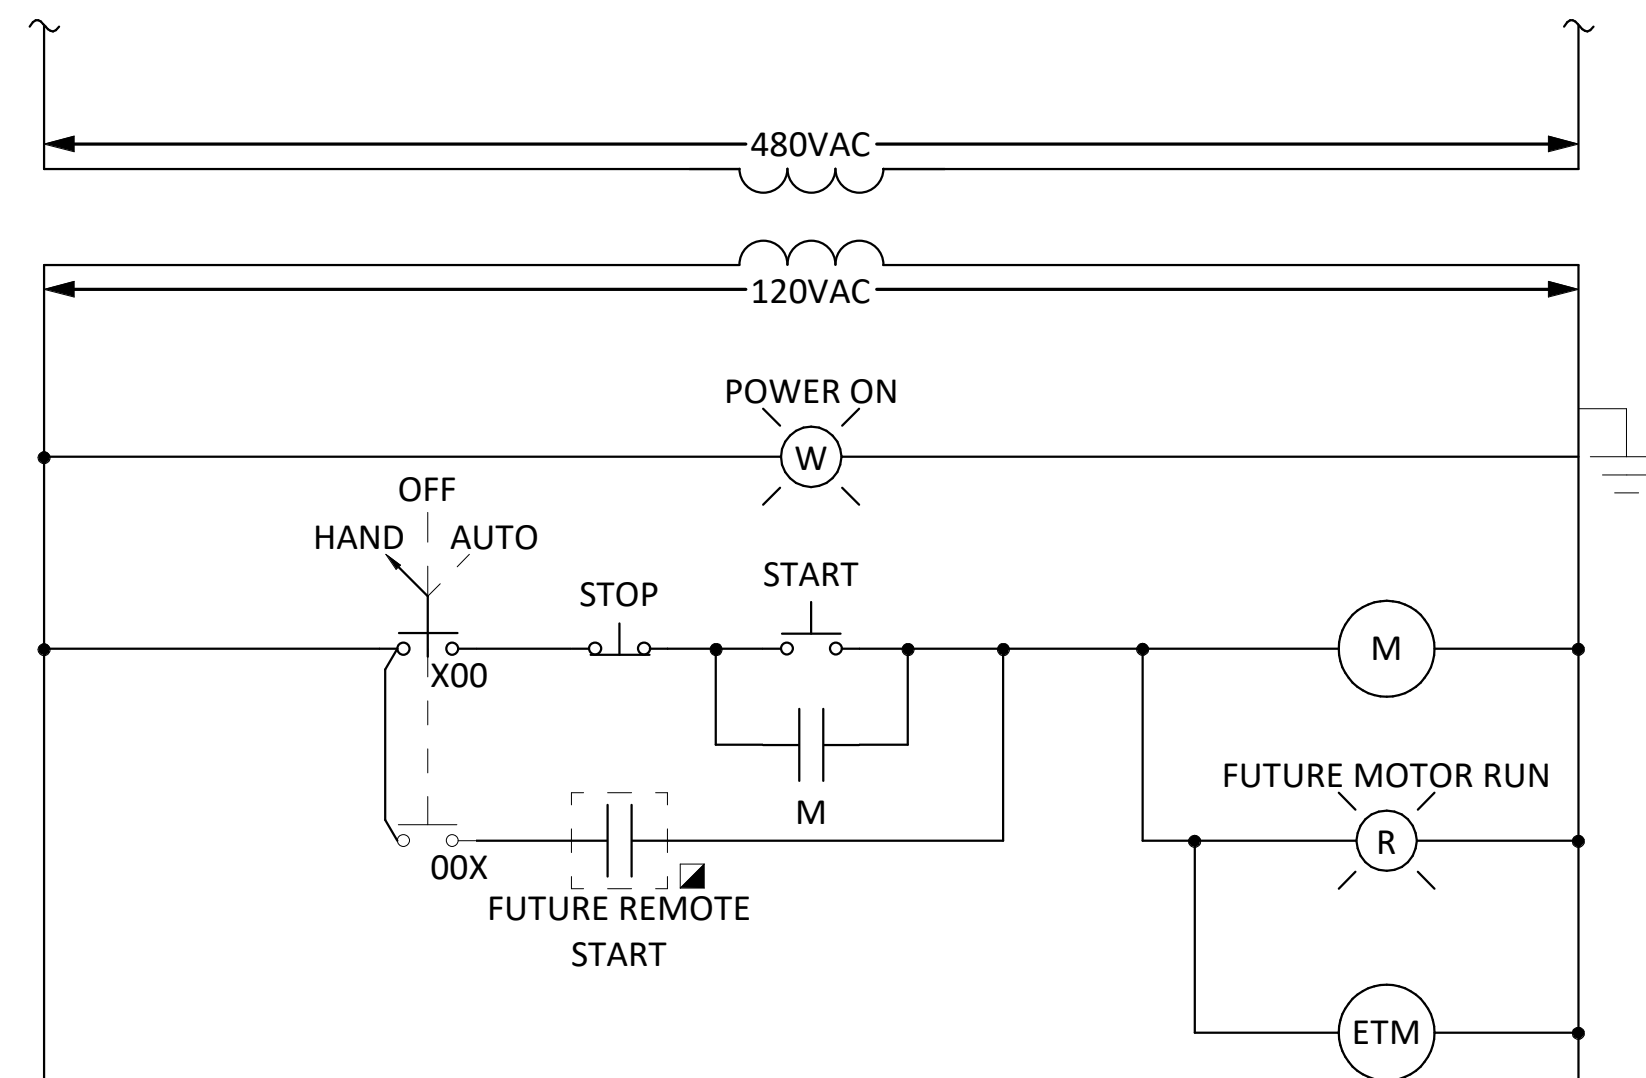 480VAC
120VAC
POWER ON
W
OFF
HAND
AUTO
STOP
START
M
X00
M
FUTURE MOTOR RUN
R
00X
FUTURE REMOTE
START
ETM